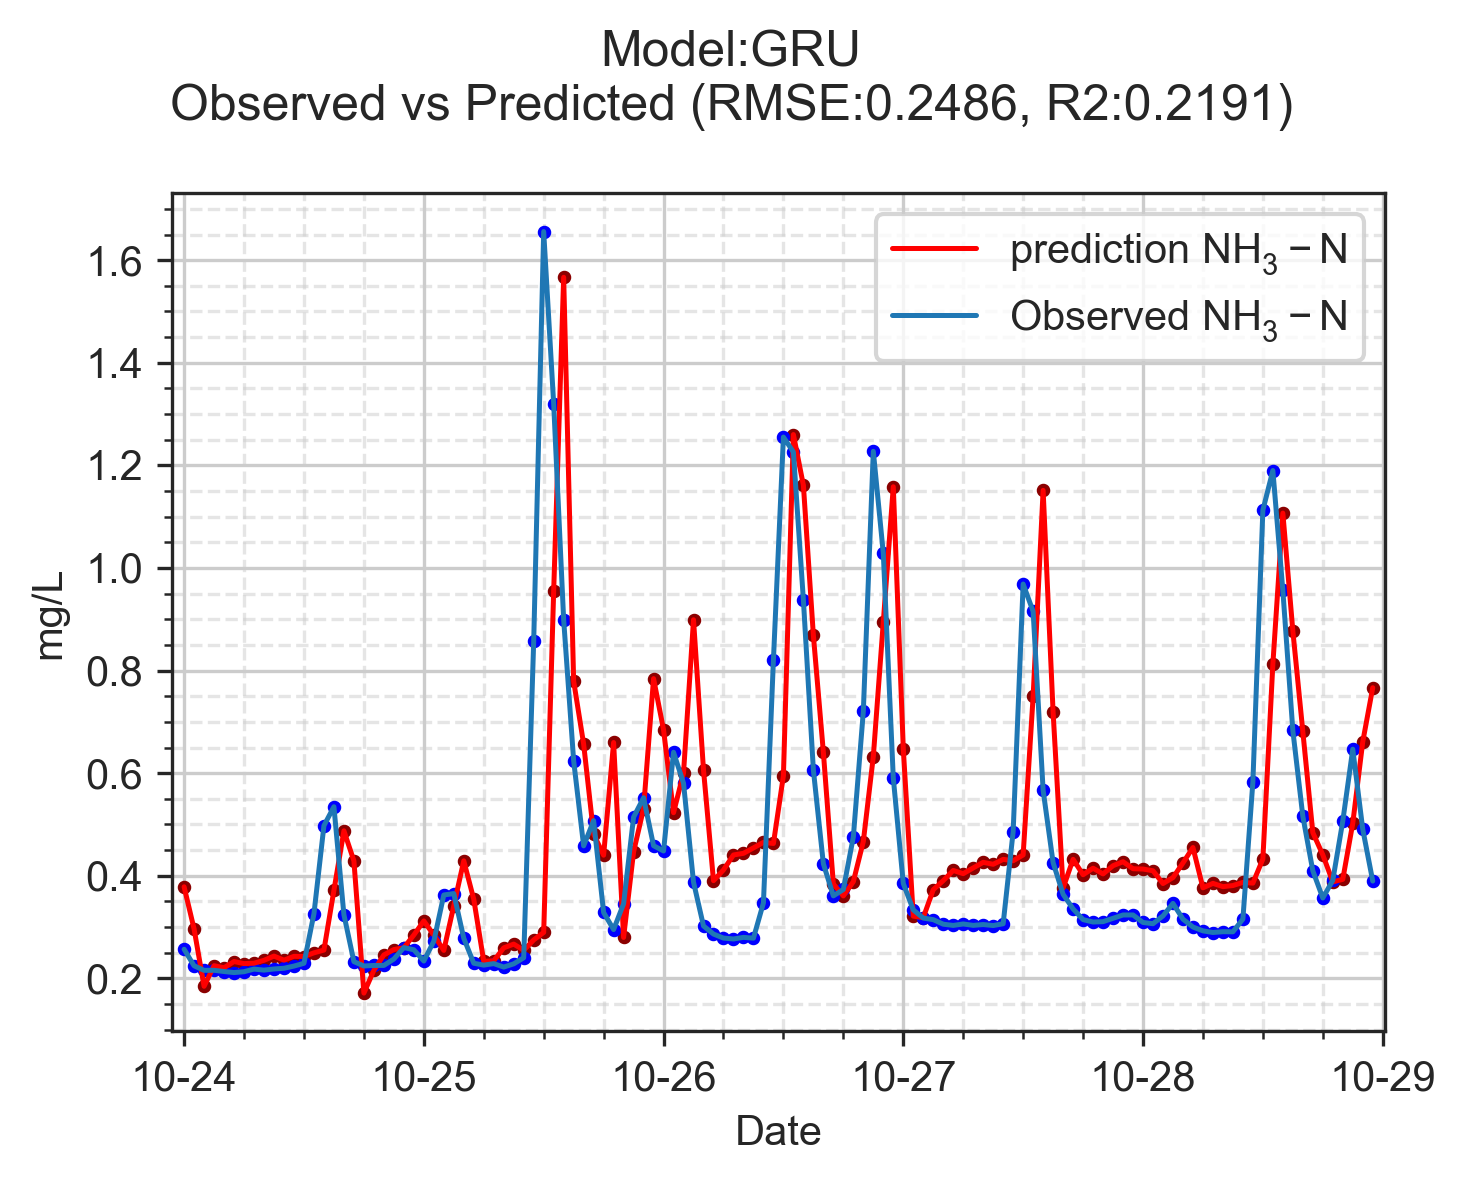 Model:GRU
Observed vs Predicted (RMSE:0.2486, R2:0.2191)
prediction NH₃ − N
Observed NH₃ − N
1.6
1.4
1.2
1.0
0.8
0.6
0.4
0.2
mg/L
10-24 10-25 10-26 10-27 10-28 10-29
Date